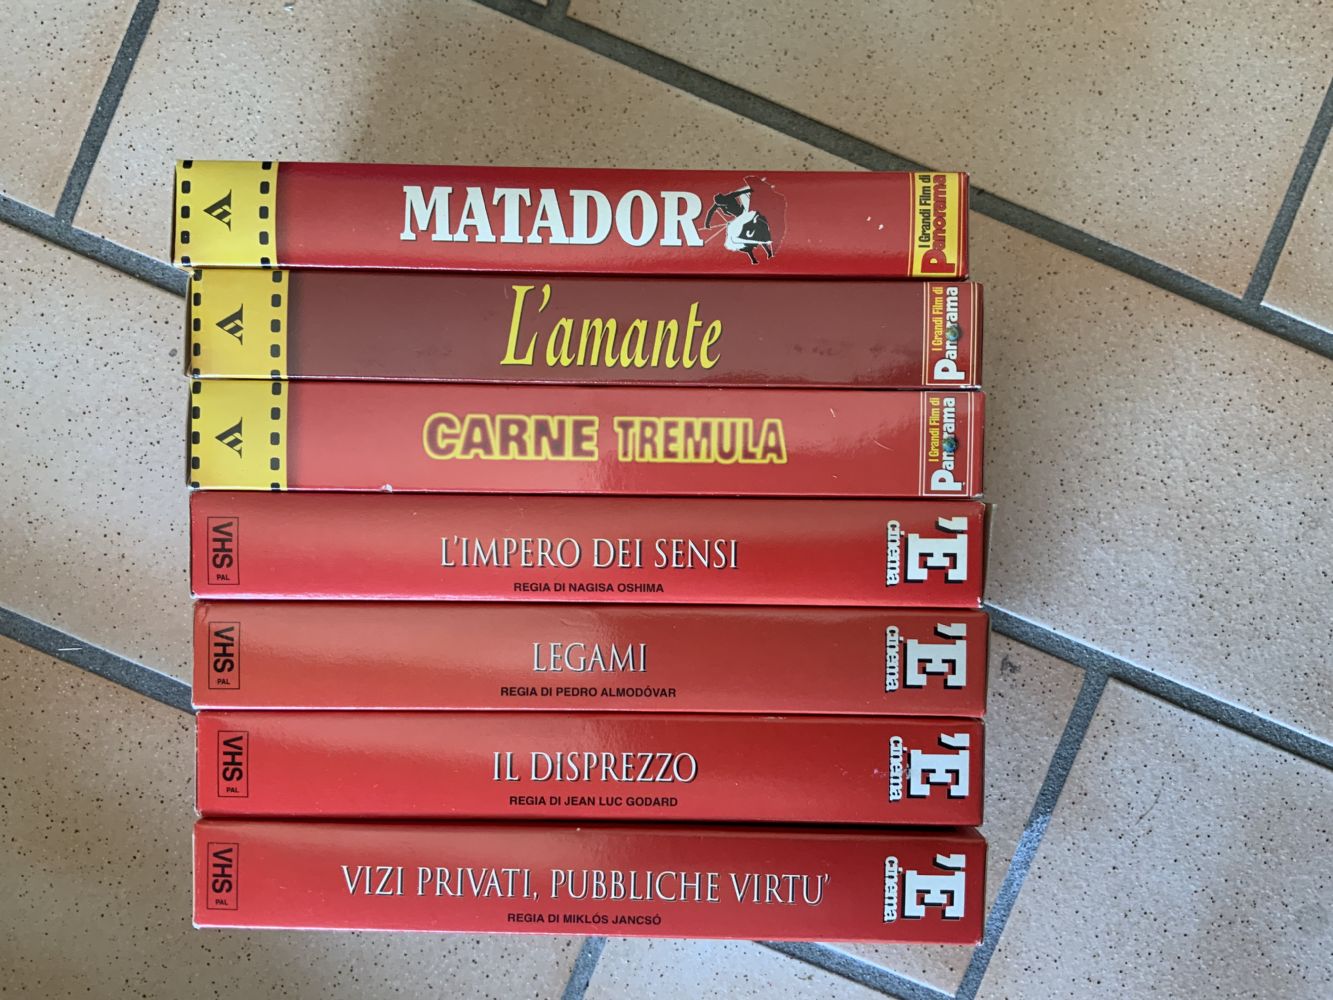 MATADOR
I Grandi Film di
Panorama
L'amante
I Grandi Film di
Panorama
CARNE TREMULA
I Grandi Film di
Panorama
VHS
PAL
L'IMPERO DEI SENSI
REGIA DI NAGISA OSHIMA
'E
cinema
VHS
PAL
LEGAMI
REGIA DI PEDRO ALMODÓVAR
'E
cinema
VHS
PAL
IL DISPREZZO
REGIA DI JEAN LUC GODARD
'E
cinema
VHS
PAL
VIZI PRIVATI, PUBBLICHE VIRTU'
REGIA DI MIKLÓS JANCSÓ
'E
cinema